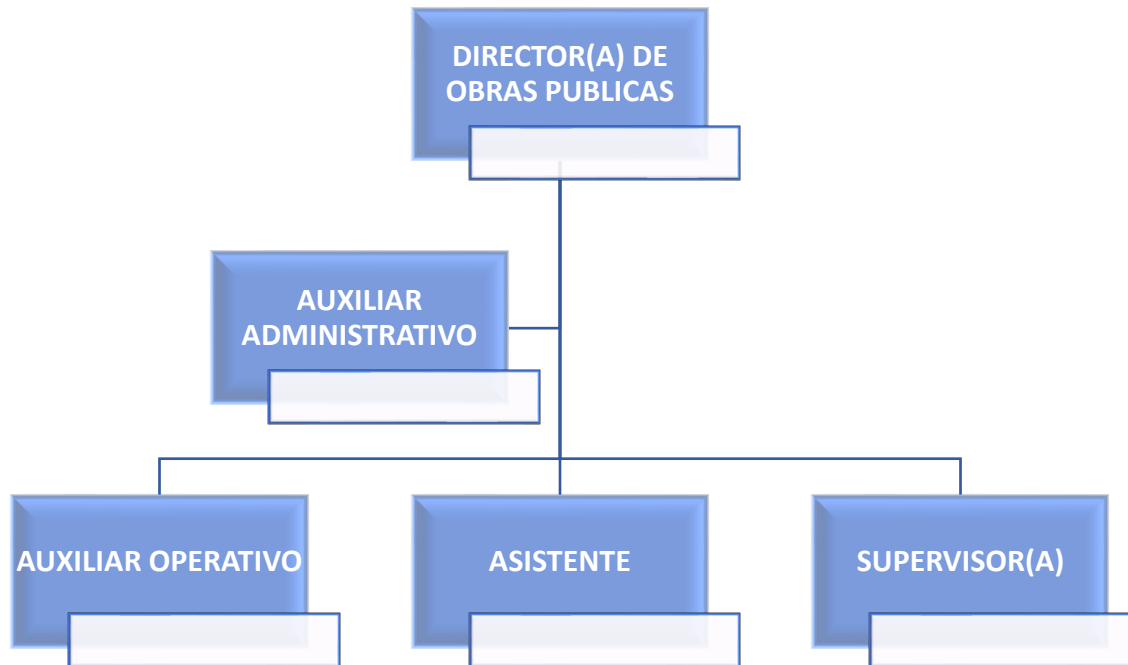 DIRECTOR(A) DE
OBRAS PUBLICAS
AUXILIAR
ADMINISTRATIVO
AUXILIAR OPERATIVO
ASISTENTE
SUPERVISOR(A)